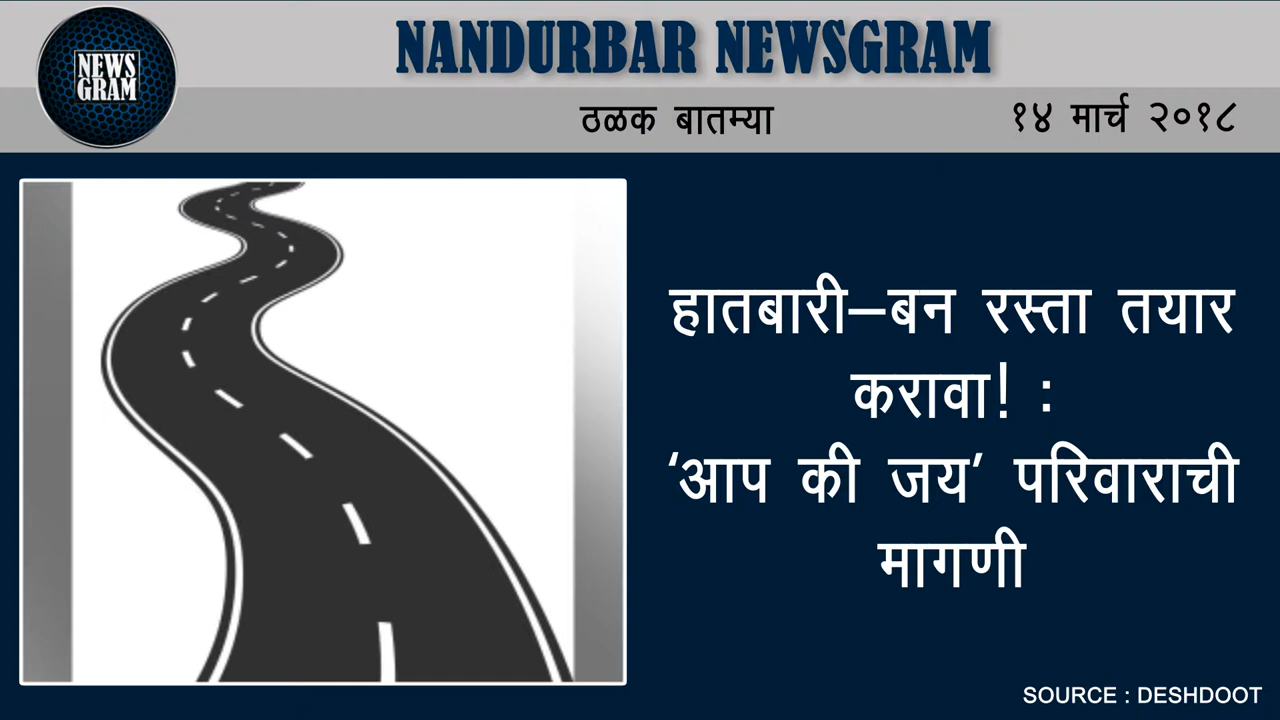 NEWS
GRAM
NANDURBAR NEWSGRAM
ठळक बातम्या
१४ मार्च २०१८
हातबारी–बन रस्ता तयार
करावा! :
‘आप की जय’ परिवाराची
मागणी
SOURCE : DESHDOOT